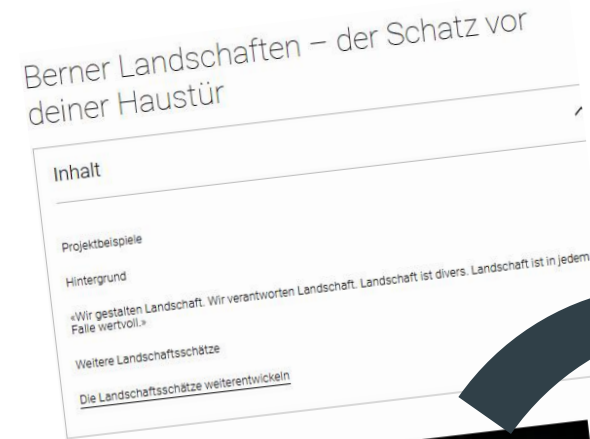 Berner Landschaften – der Schatz vor
deiner Haustür
Inhalt
Projektbeispiele
Hintergrund
«Wir gestalten Landschaft. Wir verantworten Landschaft. Landschaft ist divers. Landschaft ist in jedem
Falle wertvoll.»
Weitere Landschaftsschätze
Die Landschaftsschätze weiterentwickeln